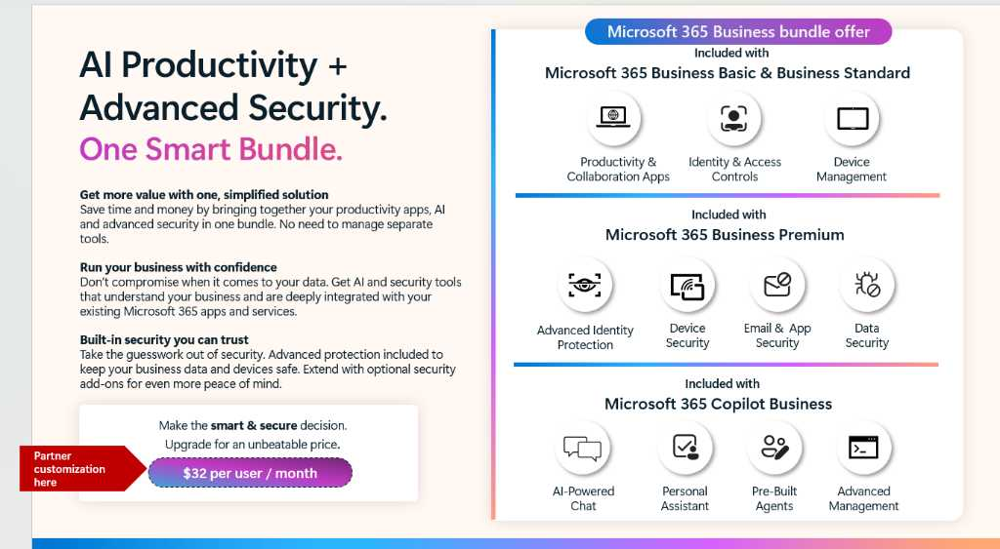 AI Productivity +
Advanced Security.
One Smart Bundle.
Get more value with one, simplified solution
Save time and money by bringing together your productivity apps, AI
and advanced security in one bundle. No need to manage separate
tools.
Run your business with confidence
Don't compromise when it comes to your data. Get AI and security tools
that understand your business and are deeply integrated with your
existing Microsoft 365 apps and services.
Built-in security you can trust
Take the guesswork out of security. Advanced protection included to
keep your business data and devices safe. Extend with optional security
add-ons for even more peace of mind.
Make the smart & secure decision.
Upgrade for an unbeatable price.
$32 per user / month
Partner
customization
here
Microsoft 365 Business bundle offer
Included with
Microsoft 365 Business Basic & Business Standard
Productivity &
Collaboration Apps
Identity & Access
Controls
Device
Management
Included with
Microsoft 365 Business Premium
Advanced Identity
Protection
Device
Security
Email & App
Security
Data
Security
Included with
Microsoft 365 Copilot Business
AI-Powered
Chat
Personal
Assistant
Pre-Built
Agents
Advanced
Management